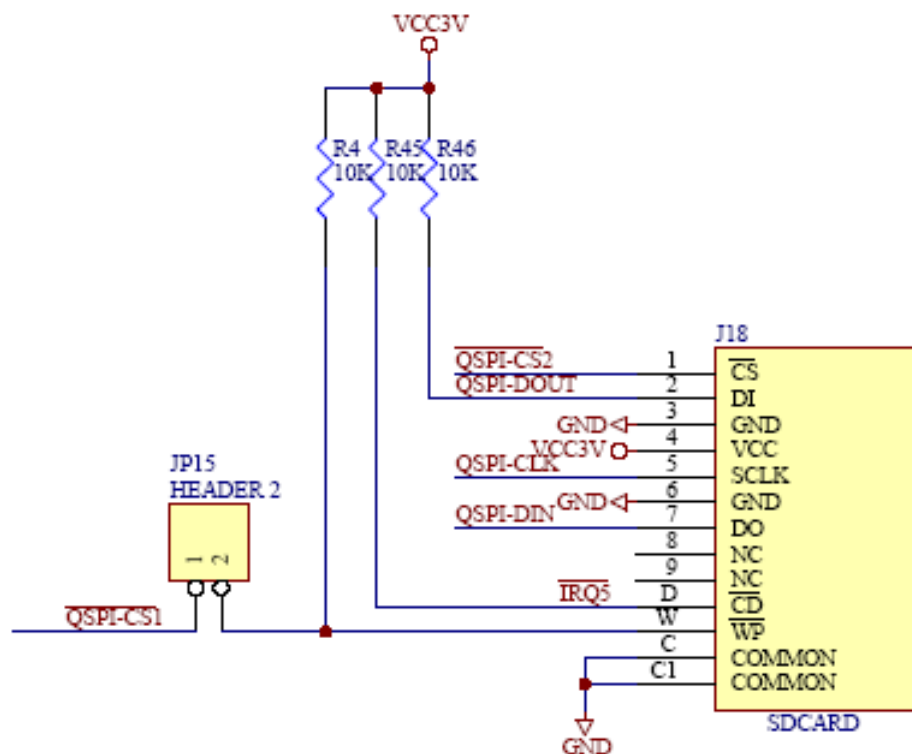 VCC3V
R4
10K
R45
10K
R46
10K
J18
QSPI-CS2
1
CS
QSPI-DOUT
2
DI
GND
3
GND
VCC3V
4
VCC
QSPI-CLK
5
SCLK
GND
6
GND
QSPI-DIN
7
DO
8
NC
9
NC
IRQ5
D
CD
W
WP
C
COMMON
C1
COMMON
SDCARD
GND
JP15
HEADER 2
1
2
QSPI-CS1